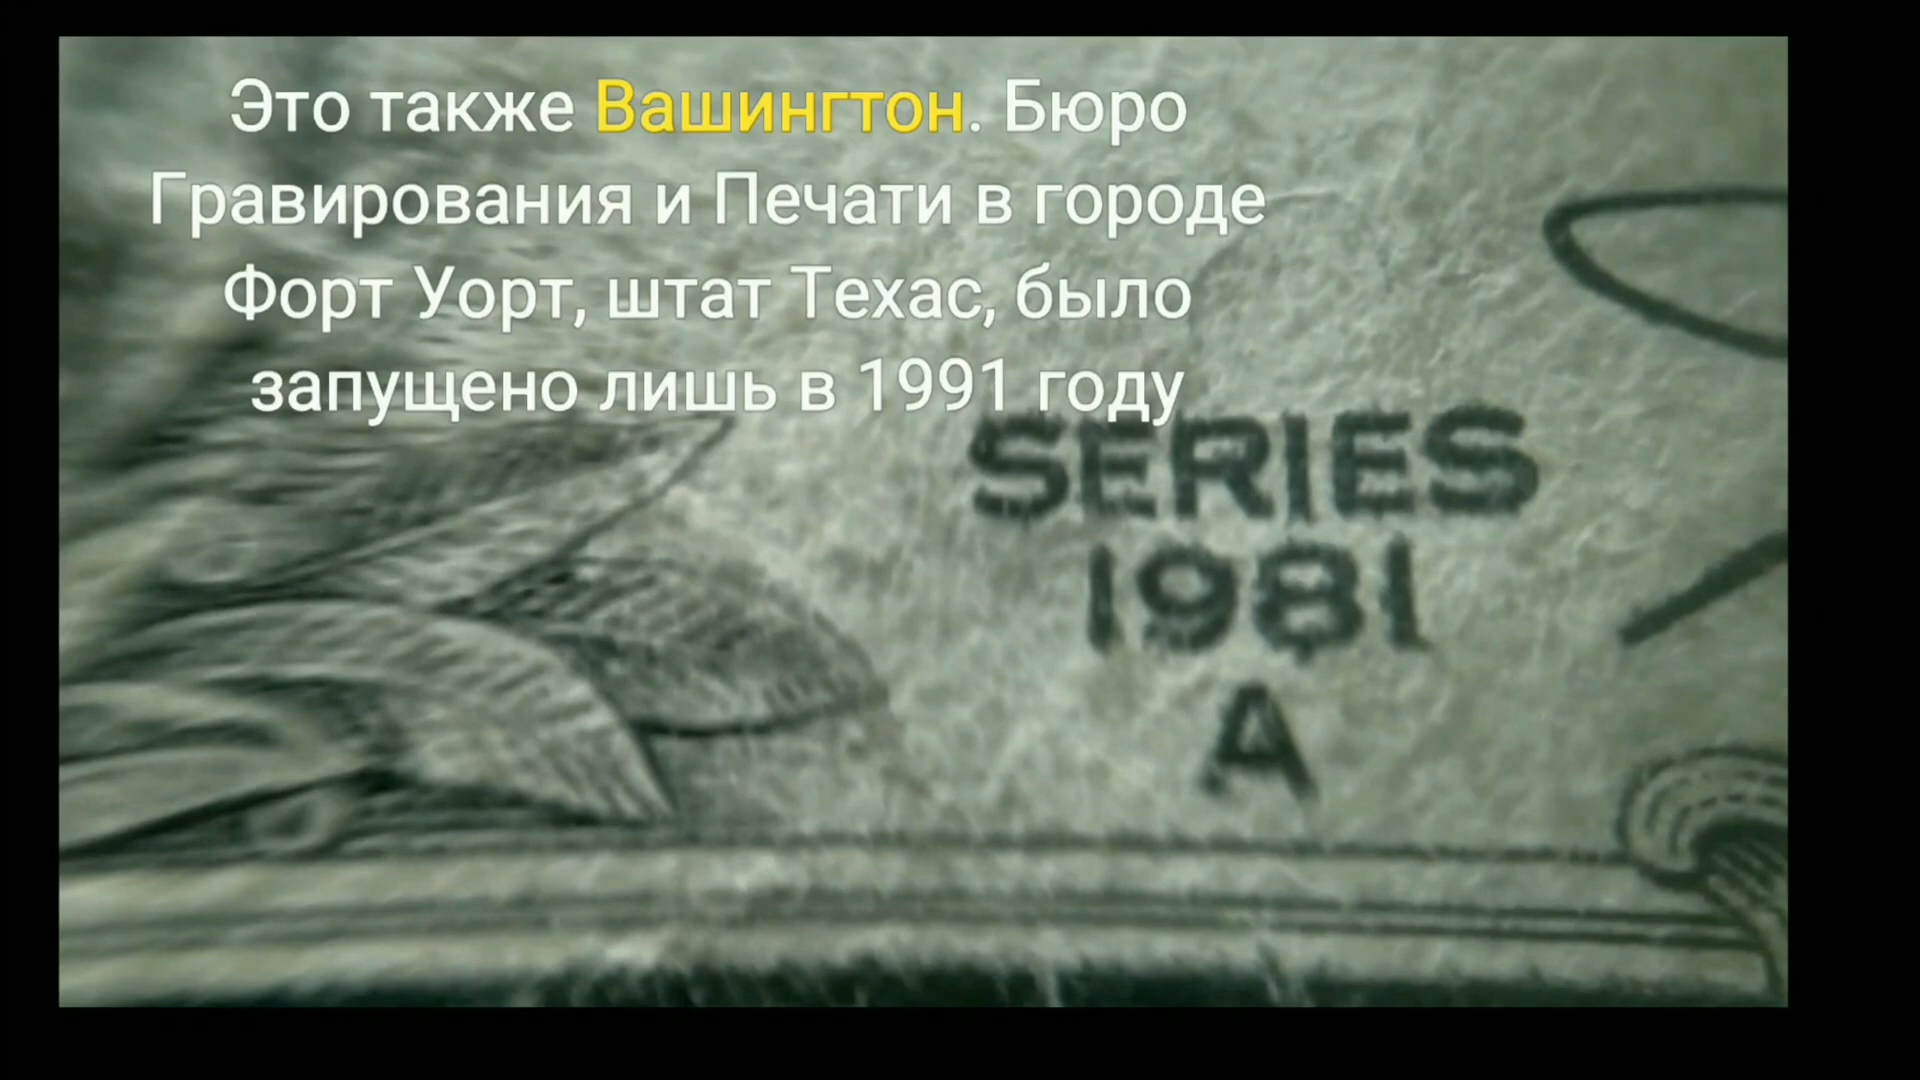 Это также Вашингтон. Бюро
Гравирования и Печати в городе
Форт Уорт, штат Техас, было
запущено лишь в 1991 году
SERIES
1981
A